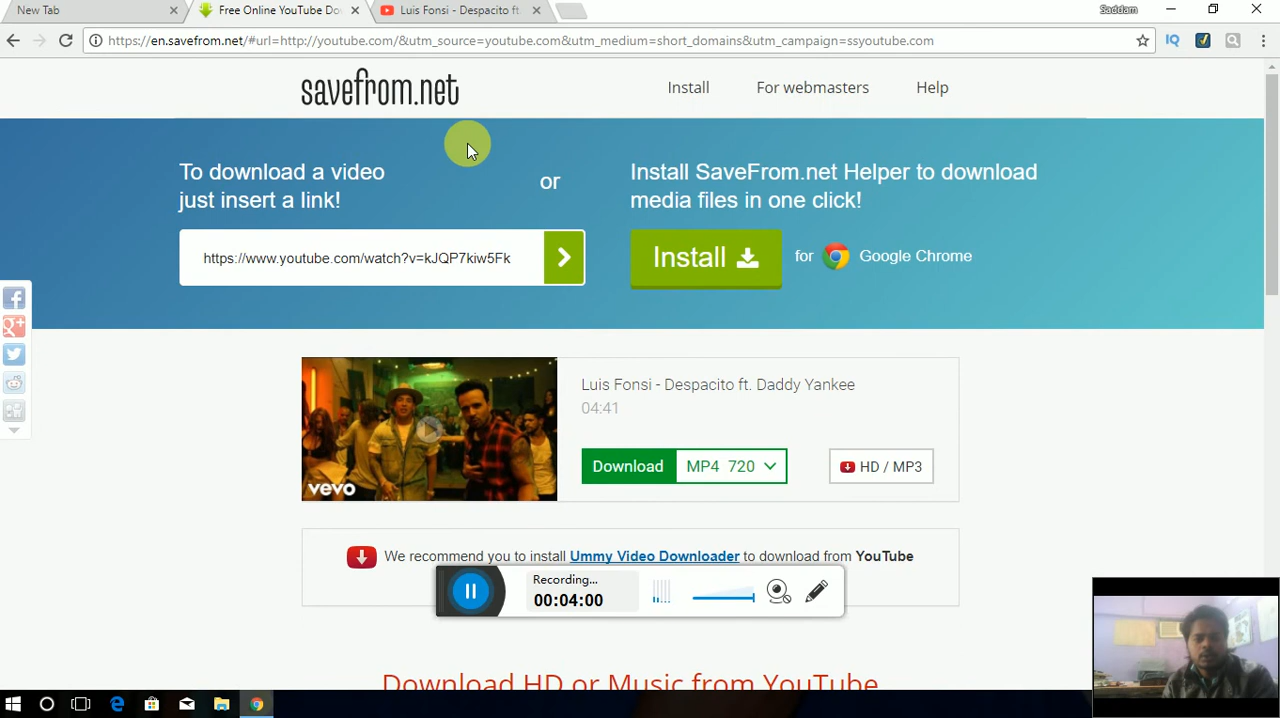 New Tab
Free Online YouTube Do
Luis Fonsi - Despacito ft.
Saddam
https://en.savefrom.net/#url=http://youtube.com/&utm_source=youtube.com&utm_medium=short_domains&utm_campaign=ssyoutube.com
IQ
savefrom.net
Install
For webmasters
Help
To download a video
just insert a link!
or
Install SaveFrom.net Helper to download
media files in one click!
https://www.youtube.com/watch?v=kJQP7kiw5Fk
Install
for
Google Chrome
Luis Fonsi - Despacito ft. Daddy Yankee
04:41
Download
MP4 720
HD / MP3
vevo
We recommend you to install Ummy Video Downloader to download from YouTube
Recording...
00:04:00
Download HD or Music from YouTube